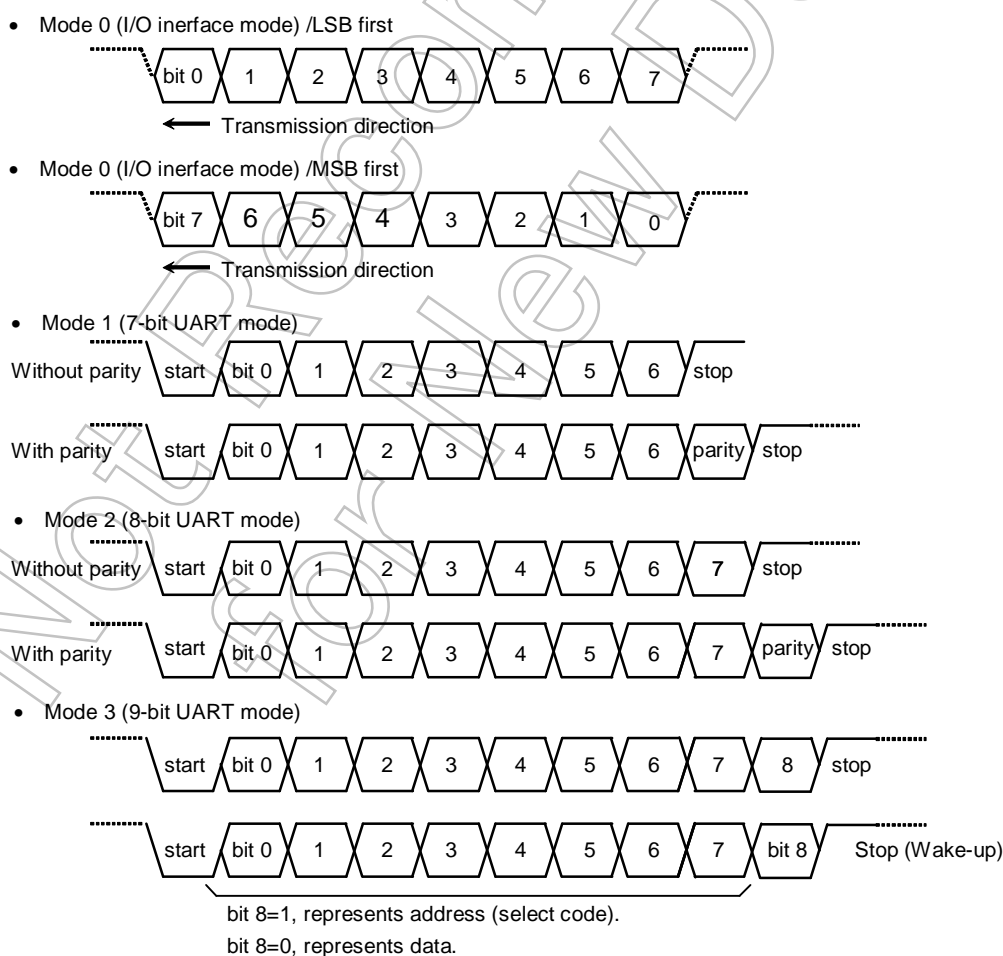 • Mode 0 (I/O inerface mode) /LSB first
bit 0 1 2 3 4 5 6 7
Transmission direction
• Mode 0 (I/O inerface mode) /MSB first
bit 7 6 5 4 3 2 1 0
Transmission direction
• Mode 1 (7-bit UART mode)
Without parity start bit 0 1 2 3 4 5 6 stop
With parity start bit 0 1 2 3 4 5 6 parity stop
• Mode 2 (8-bit UART mode)
Without parity start bit 0 1 2 3 4 5 6 7 stop
With parity start bit 0 1 2 3 4 5 6 7 parity stop
• Mode 3 (9-bit UART mode)
start bit 0 1 2 3 4 5 6 7 8 stop
start bit 0 1 2 3 4 5 6 7 bit 8 Stop (Wake-up)
bit 8=1, represents address (select code).
bit 8=0, represents data.
Not Recom
for New D